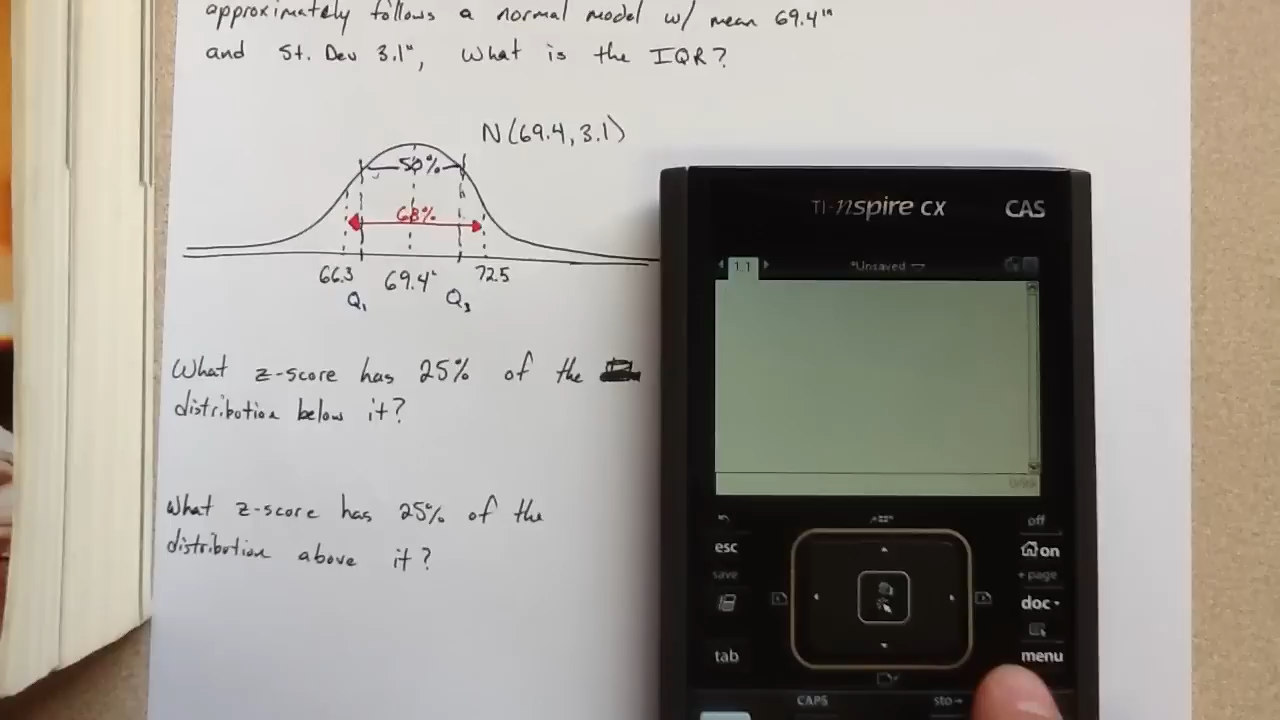 approximately follows a normal model w/ mean 69.4"
and St. Dev 3.1", What is the IQR?
N(69.4, 3.1)
50%
68%
66.3 69.4" 72.5
Q1 Q3
What z-score has 25% of the
distribution below it?
What z-score has 25% of the
distribution above it?
TI-nspire CX CAS
1.1 *Unsaved
0/99
esc
off
on
save
+ page
doc
tab
menu
CAPS
sto→